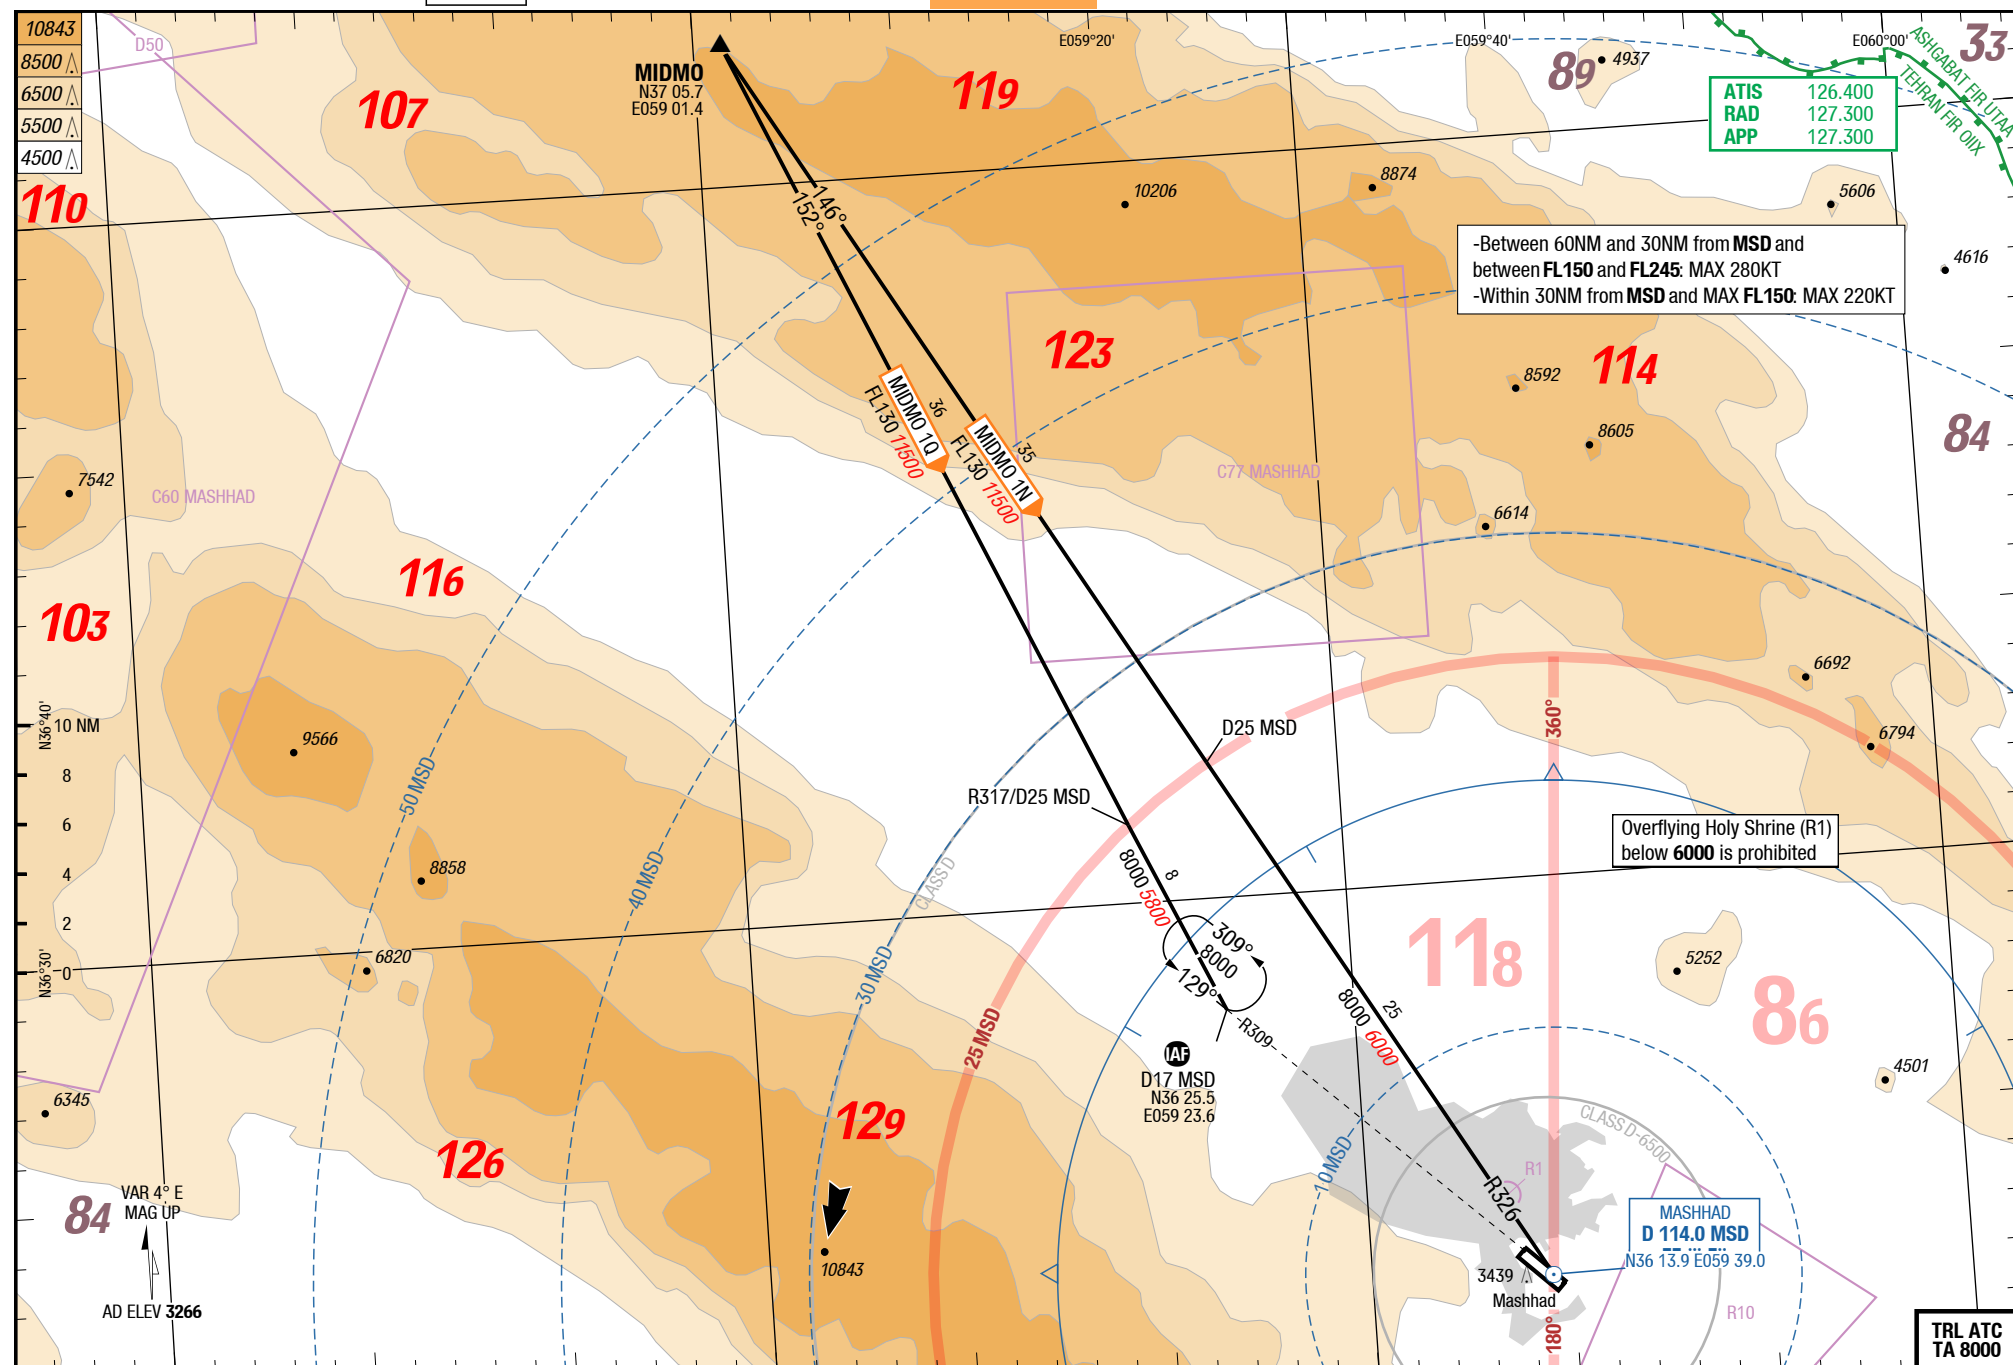 10843
8500
6500
5500
4500
D50
MIDMO
N37 05.7
E059 01.4
E059°20'
E059°40'
E060°00'
107
119
89
4937
33
ASHGABAT FIR UTAA
TEHRAN FIR OIIX
ATIS 126.400
RAD 127.300
APP 127.300
110
146°
152°
10206
8874
5606
4616
-Between 60NM and 30NM from MSD and
between FL150 and FL245: MAX 280KT
-Within 30NM from MSD and MAX FL150: MAX 220KT
123
114
8592
8605
84
MIDMO 1Q
36
FL130 11500
MIDMO 1N
35
FL130 11500
C77 MASHHAD
7542
C60 MASHHAD
6614
116
103
6692
6794
N36°40'
10 NM
8
6
4
2
0
N36°30'
9566
8858
6820
50 MSD
40 MSD
30 MSD
CLASS D
25 MSD
D25 MSD
R317/D25 MSD
360°
Overflying Holy Shrine (R1)
below 6000 is prohibited
8
8000 5800
309°
8000
129°
R309
25
8000 6000
118
86
5252
4501
IAF
D17 MSD
N36 25.5
E059 23.6
6345
126
129
10843
84
VAR 4° E
MAG UP
AD ELEV 3266
10 MSD
CLASS D-6500
R1
R326
MASHHAD
D 114.0 MSD
N36 13.9 E059 39.0
3439
Mashhad
180°
R10
TRL ATC
TA 8000